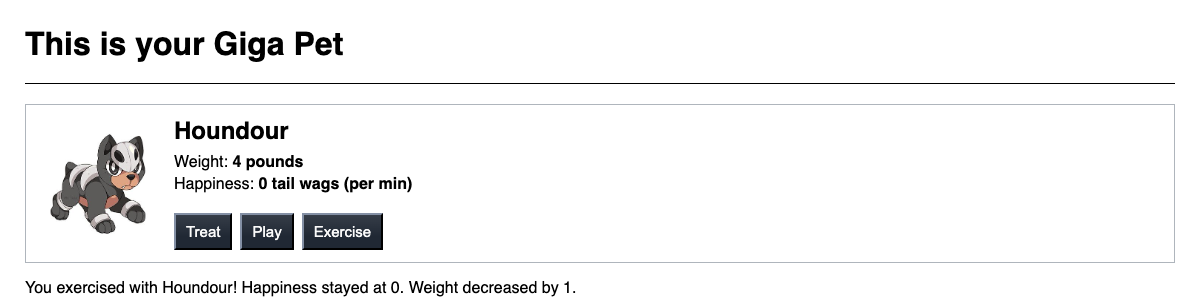 This is your Giga Pet
Houndour
Weight: 4 pounds
Happiness: 0 tail wags (per min)
Treat Play Exercise
You exercised with Houndour! Happiness stayed at 0. Weight decreased by 1.